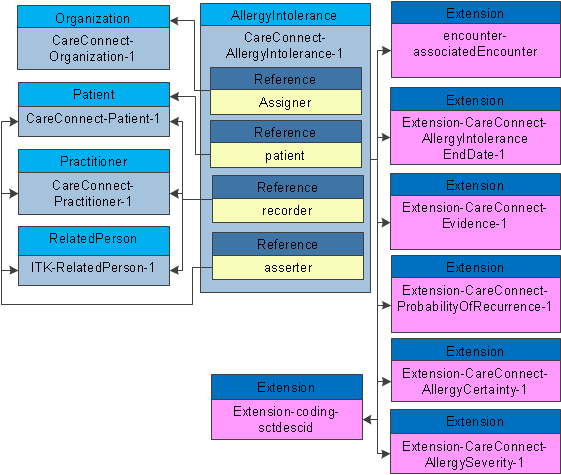 Organization
CareConnect-
Organization-1
Patient
CareConnect-Patient-1
Practitioner
CareConnect-
Practitioner-1
RelatedPerson
ITK-RelatedPerson-1
AllergyIntolerance
CareConnect-
AllergyIntolerance-1
Reference
Assigner
Reference
patient
Reference
recorder
Reference
asserter
Extension
Extension-coding-
sctdescid
Extension
encounter-
associatedEncounter
Extension
Extension-CareConnect-
AllergyIntolerance
EndDate-1
Extension
Extension-CareConnect-
Evidence-1
Extension
Extension-CareConnect-
ProbabilityOfRecurrence-1
Extension
Extension-CareConnect-
AllergyCertainty-1
Extension
Extension-CareConnect-
AllergySeverity-1